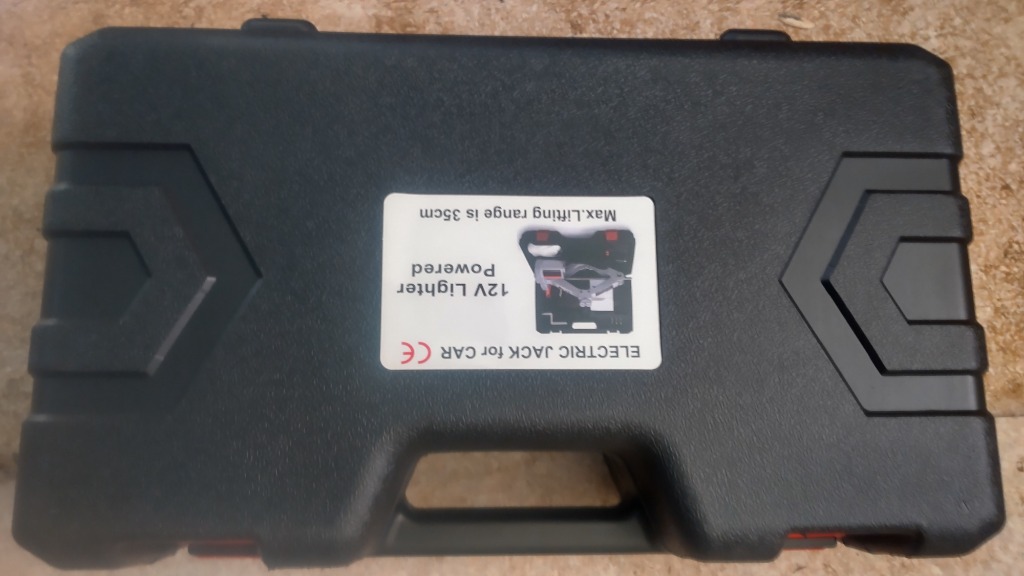 ELECTRIC JACK for CAR CE
12V Lighter
Powered
Max.Lifting range is 35cm